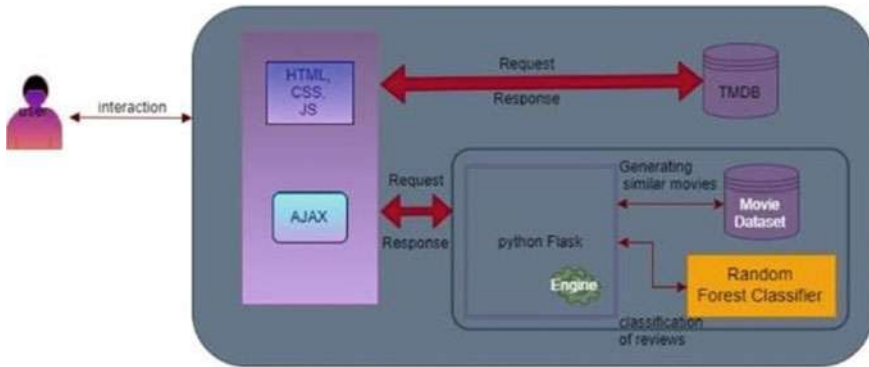 user
interaction
HTML,
CSS,
JS
AJAX
Request
Response
TMDB
Request
Response
python Flask
Engine
Generating
similar movies
Movie
Dataset
Random
Forest Classifier
classification
of reviews